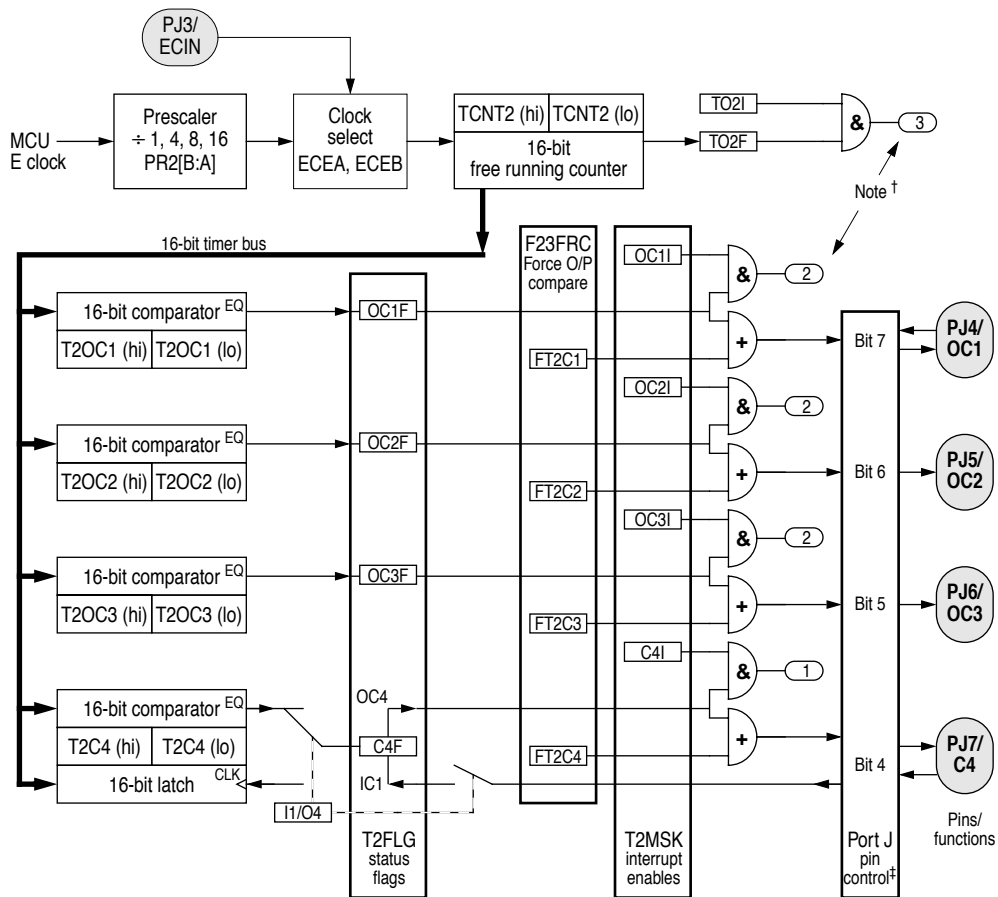 PJ3/
ECIN
MCU
E clock
Prescaler
÷ 1, 4, 8, 16
PR2[B:A]
Clock
select
ECEA, ECEB
TCNT2 (hi)
TCNT2 (lo)
16-bit
free running counter
TO2I
TO2F
&
3
Note †
16-bit timer bus
F23FRC
Force O/P
compare
OC1I
&
2
16-bit comparator EQ
T2OC1 (hi)
T2OC1 (lo)
OC1F
FT2C1
+
Bit 7
PJ4/
OC1
OC2I
&
2
16-bit comparator EQ
T2OC2 (hi)
T2OC2 (lo)
OC2F
FT2C2
+
Bit 6
PJ5/
OC2
OC3I
&
2
16-bit comparator EQ
T2OC3 (hi)
T2OC3 (lo)
OC3F
FT2C3
+
Bit 5
PJ6/
OC3
C4I
&
1
16-bit comparator EQ
T2C4 (hi)
T2C4 (lo)
16-bit latch CLK
OC4
C4F
IC1
I1/O4
FT2C4
+
Bit 4
PJ7/
C4
Pins/
functions
T2FLG
status
flags
T2MSK
interrupt
enables
Port J
pin
control‡